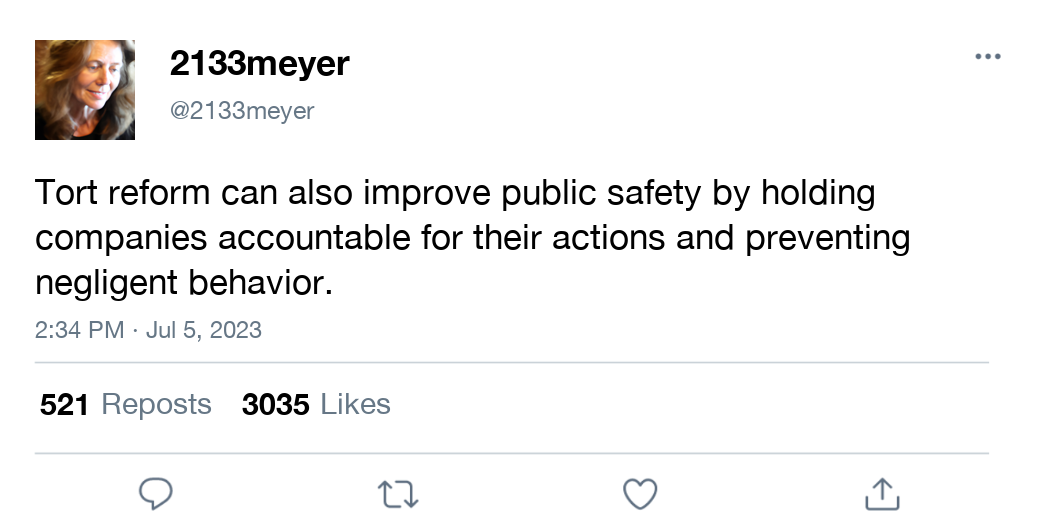 2133meyer
@2133meyer
Tort reform can also improve public safety by holding
companies accountable for their actions and preventing
negligent behavior.
2:34 PM · Jul 5, 2023
521 Reposts 3035 Likes